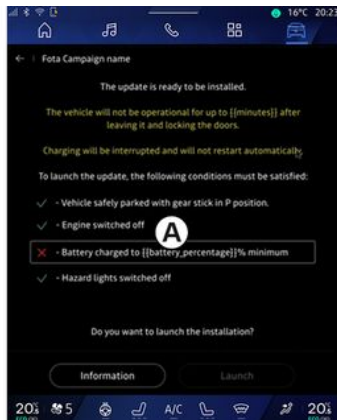 16°C 20:23
Fota Campaign name
The update is ready to be installed.
The vehicle will not be operational for up to [[minutes]] after
leaving it and locking the doors.
Charging will be interrupted and will not restart automatically.
To launch the update, the following conditions must be satisfied:
- Vehicle safely parked with gear stick in P position.
- Engine switched off
A
- Battery charged to [[battery_percentage]]% minimum
- Hazard lights switched off
Do you want to launch the installation?
Information
Launch
20.5 5 A/C 20.5